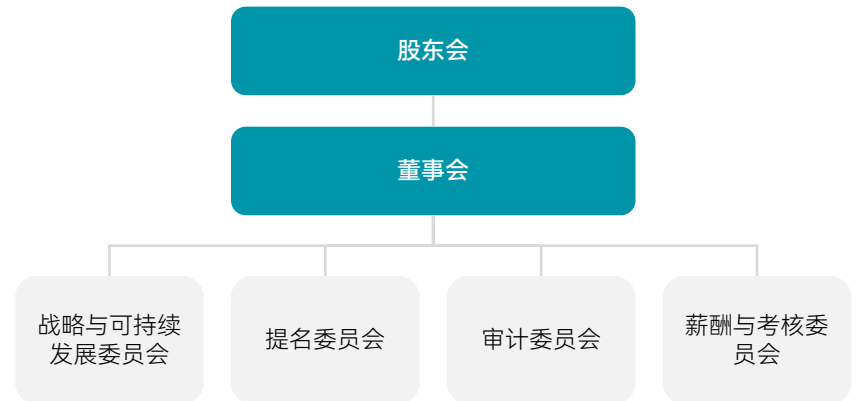 股东会
董事会
战略与可持续
发展委员会
提名委员会
审计委员会
薪酬与考核委
员会